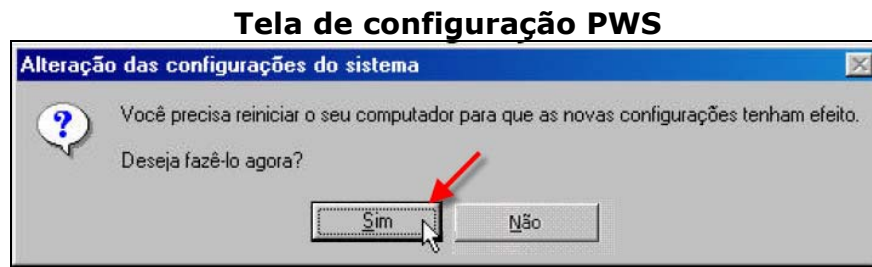 Tela de configuração PWS
Alteração das configurações do sistema
Você precisa reiniciar o seu computador para que as novas configurações tenham efeito.
Deseja fazê-lo agora?
Sim Não